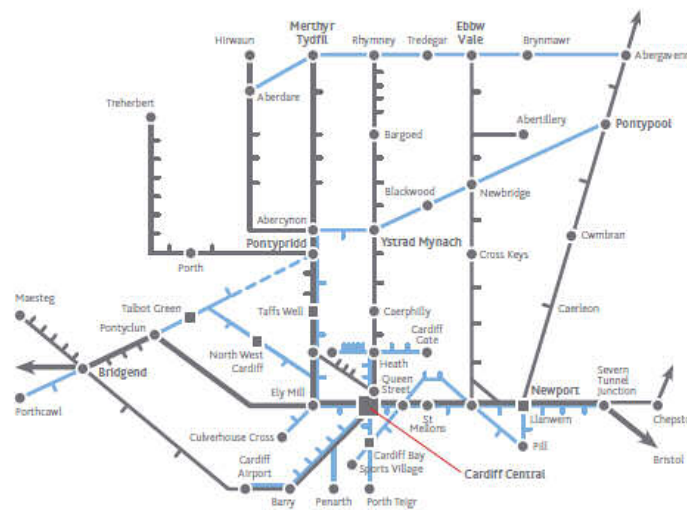 Merthyr
Tydfil
Ebbw
Vale
Hirwaun
Rhymney
Tredegar
Brynmawr
Abergavenn
Aberdare
Treherbert
Bargoed
Abertillery
Pontypool
Blackwood
Newbridge
Abercynon
Pontypridd
Ystrad Mynach
Cwmbran
Porth
Cross Keys
Maesteg
Talbot Green
Taffs Well
Caerphilly
Caerleon
Pontyclun
Cardiff
Gate
North West
Cardiff
Heath
Bridgend
Queen
Street
Severn
Tunnel
Junction
Ely Mill
Newport
Porthcawl
St
Mellons
Llanwern
Chepst
Culverhouse Cross
Pill
Bristol
Cardiff
Airport
Cardiff Bay
Sports Village
Cardiff Central
Barry
Penarth
Porth Teigr